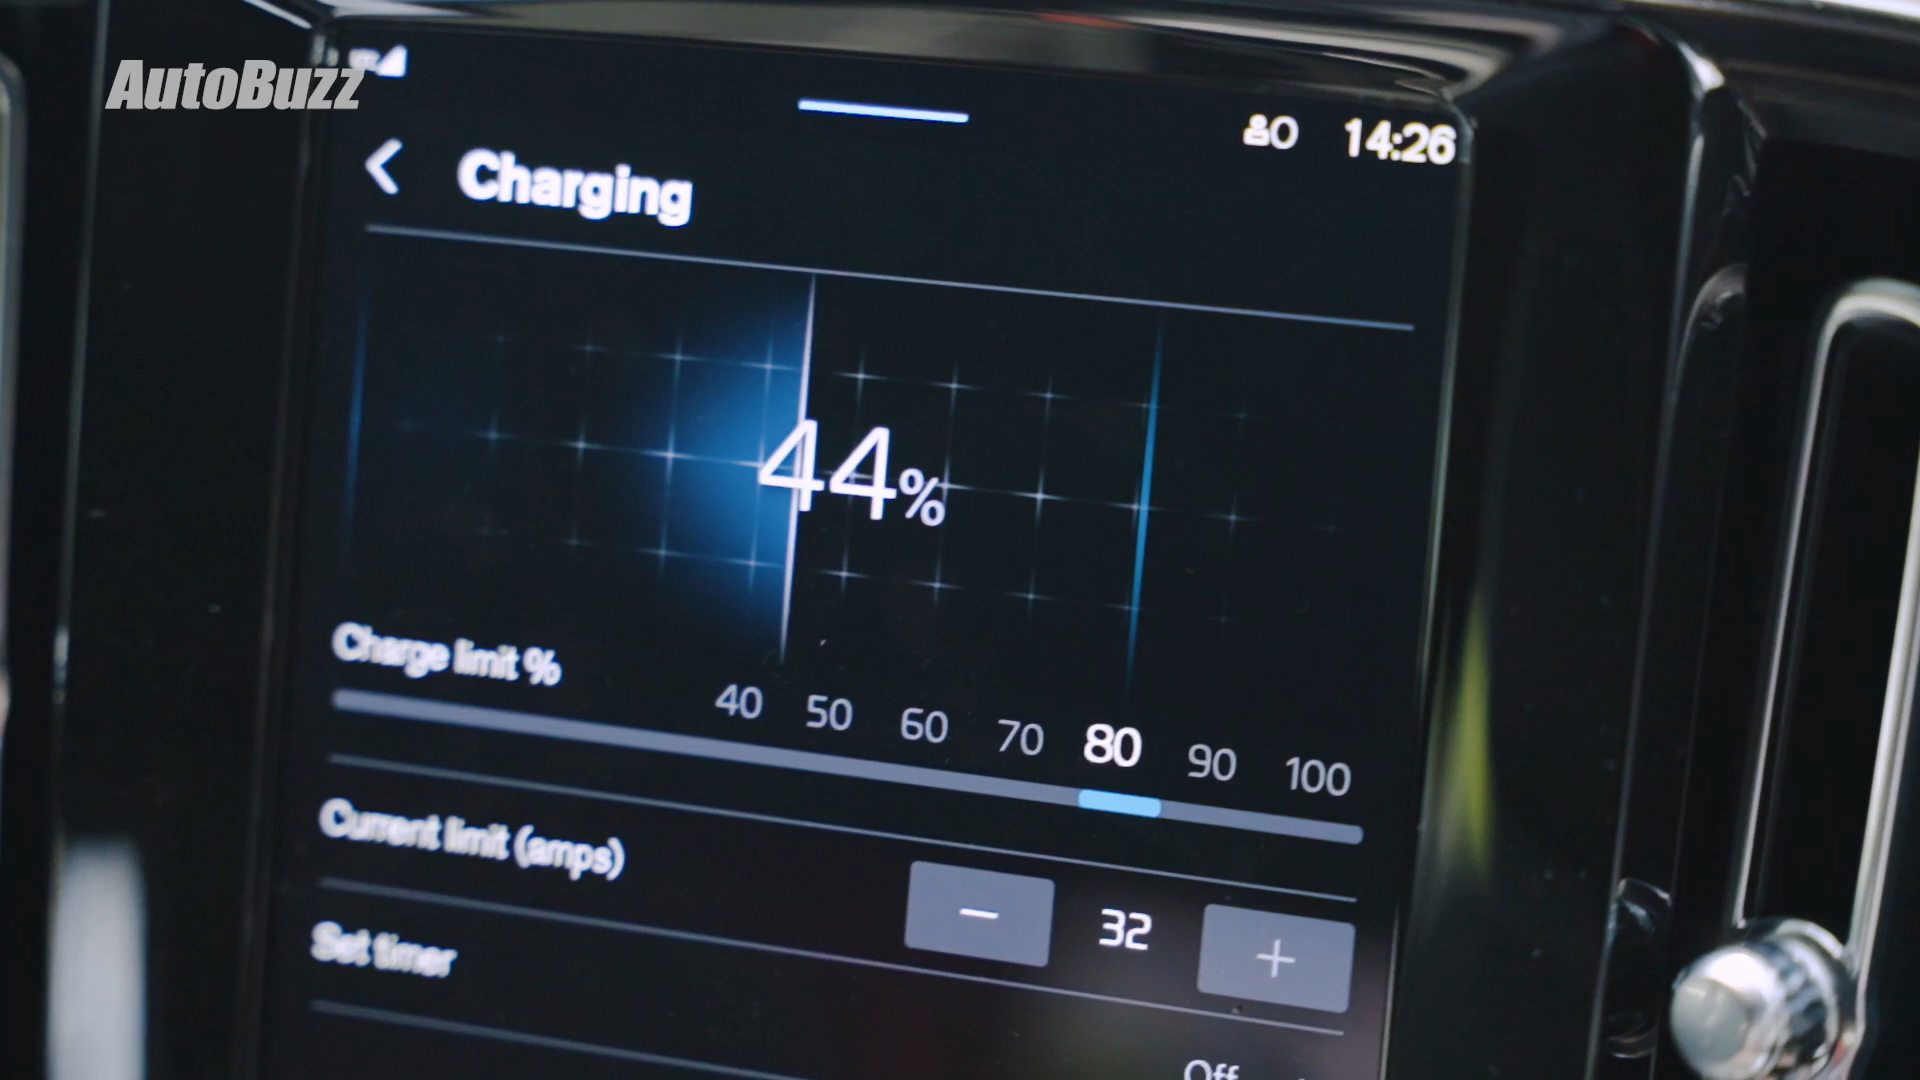 AutoBuzz
14:26
Charging
44%
Charge limit %
40 50 60 70 80 90 100
Current limit (amps)
− 32 +
Set timer
Off